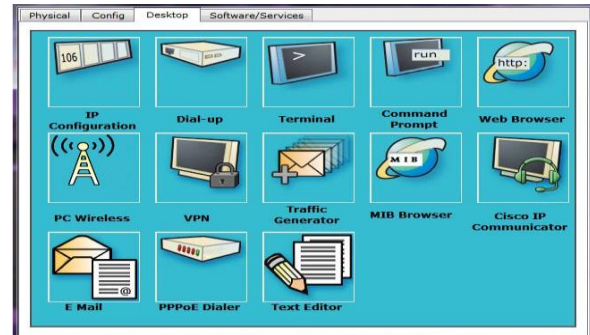 Physical Config Desktop Software/Services
106
>
run
http:
IP
Configuration
Dial-up
Terminal
Command
Prompt
Web Browser
MIB
PC Wireless
VPN
Traffic
Generator
MIB Browser
Cisco IP
Communicator
@
E Mail
PPPoE Dialer
Text Editor